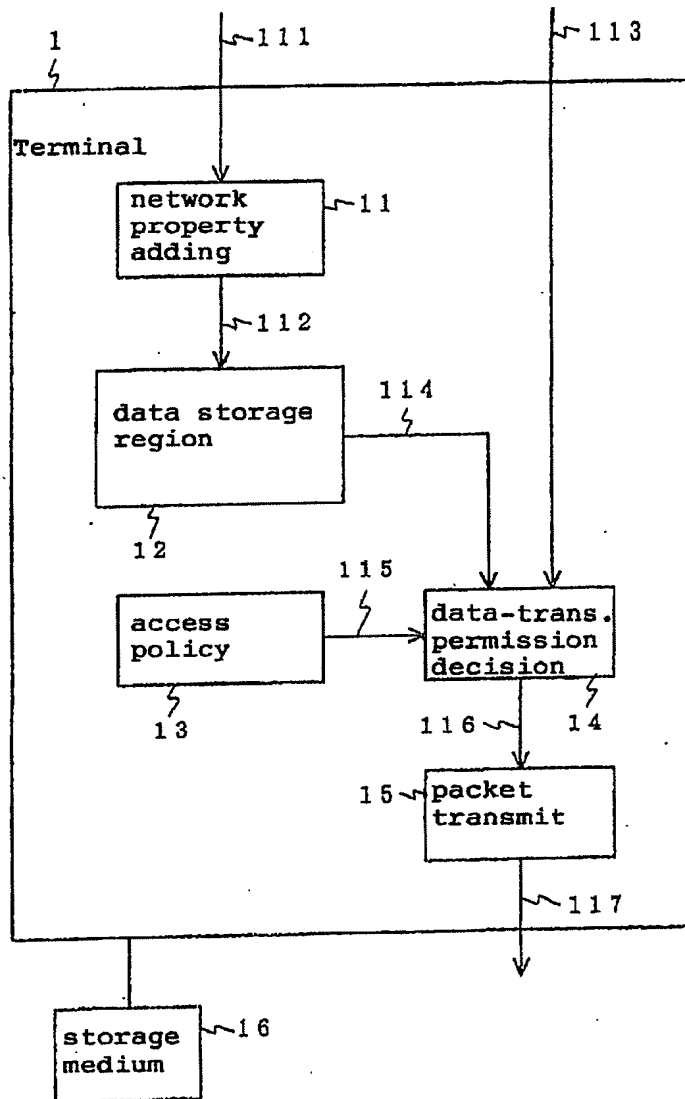 1
111
113
Terminal
network
property
adding
11
112
data storage
region
114
12
115
access
policy
data-trans.
permission
decision
13
116
14
15
packet
transmit
117
storage
medium
16